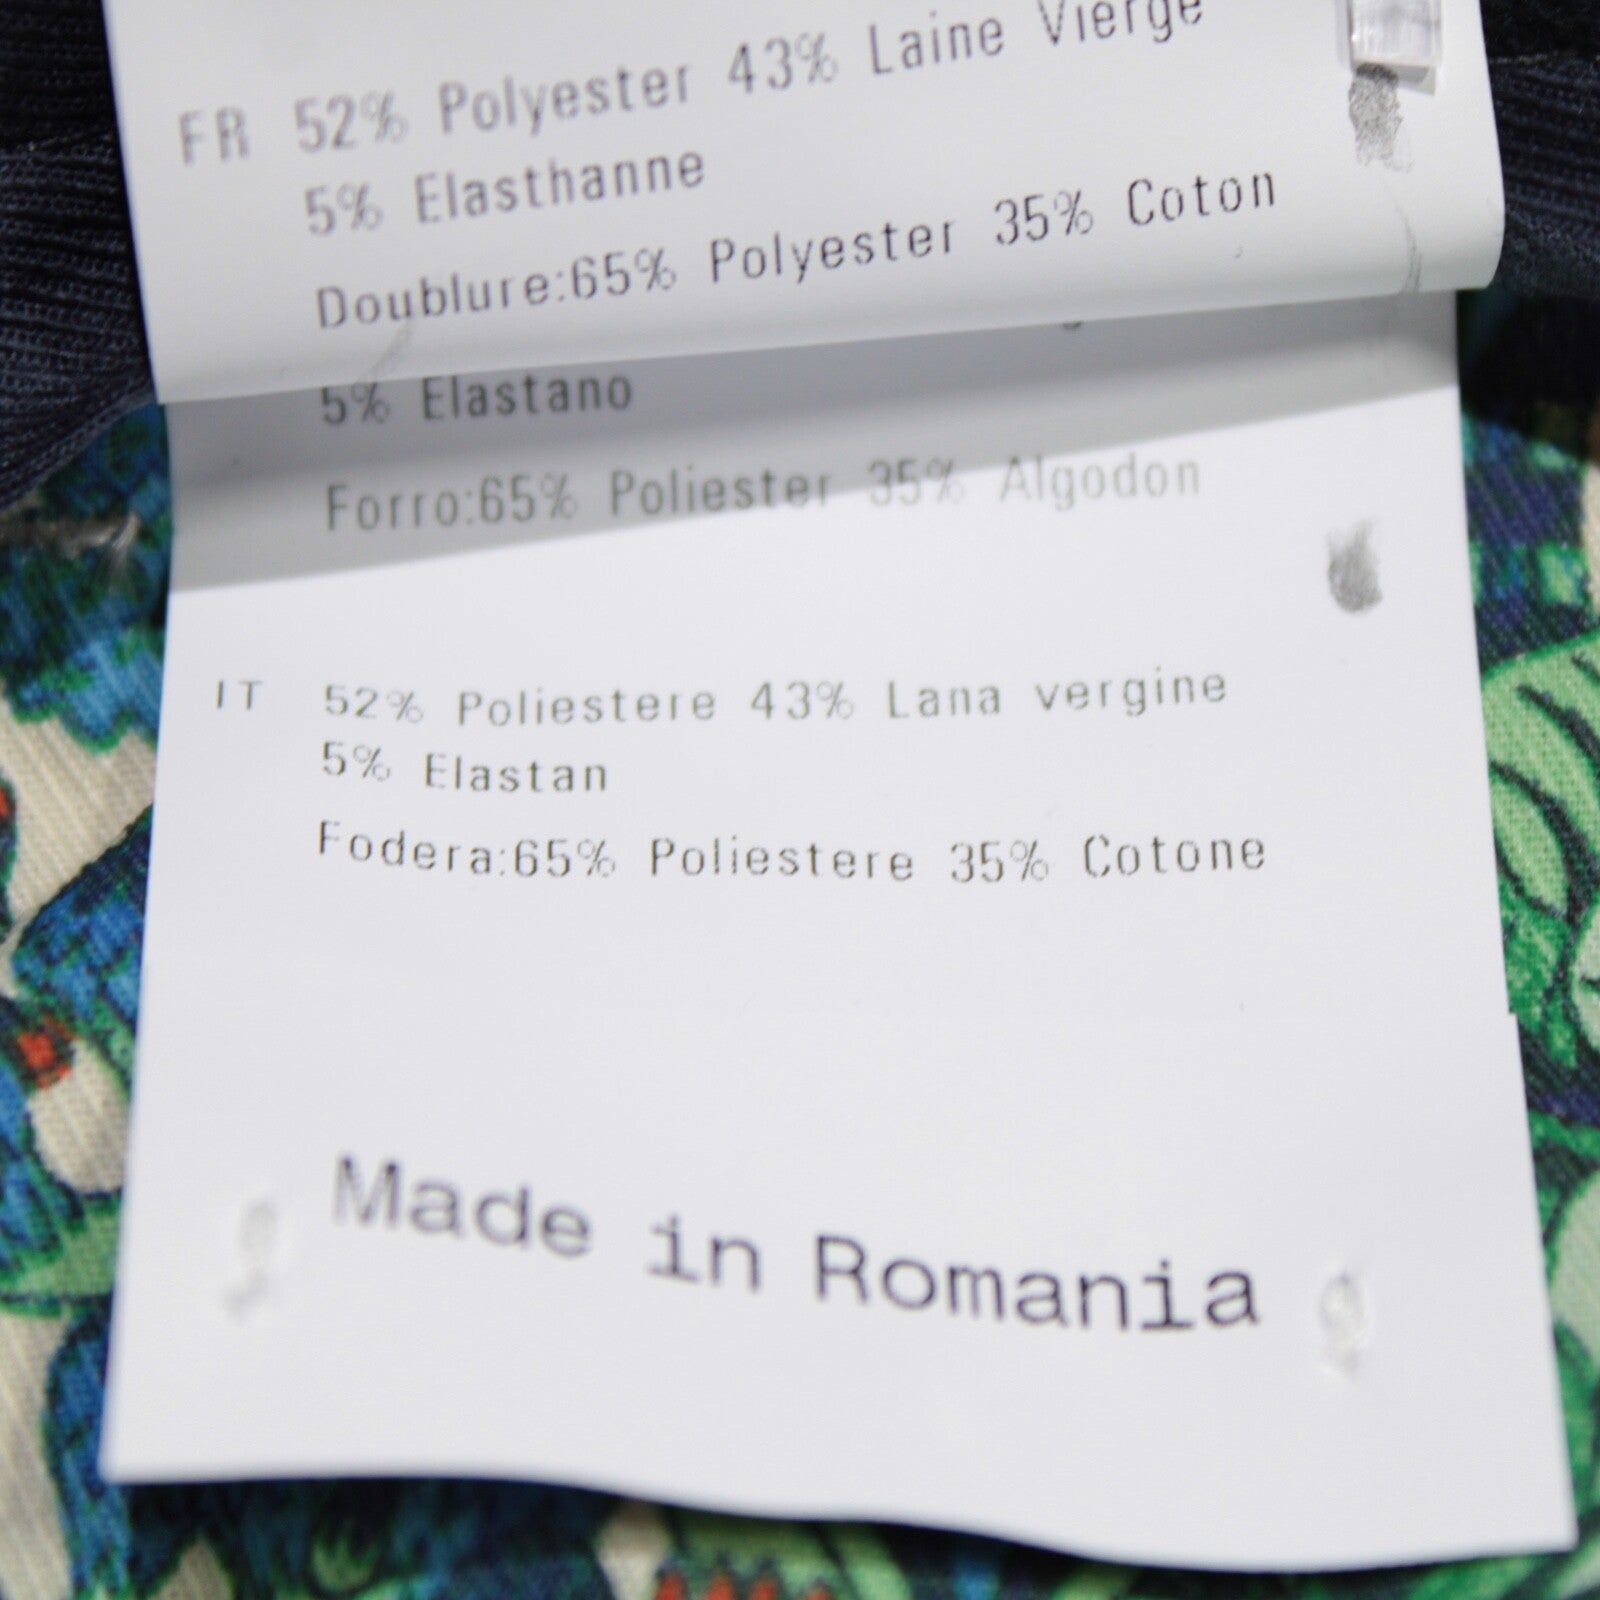 FR 52% Polyester 43% Laine Vierge
5% Elasthanne
Doublure:65% Polyester 35% Coton
5% Elastano
Forro:65% Poliester 35% Algodon
IT 52% Poliestere 43% Lana vergine
5% Elastan
Fodera:65% Poliestere 35% Cotone
Made in Romania